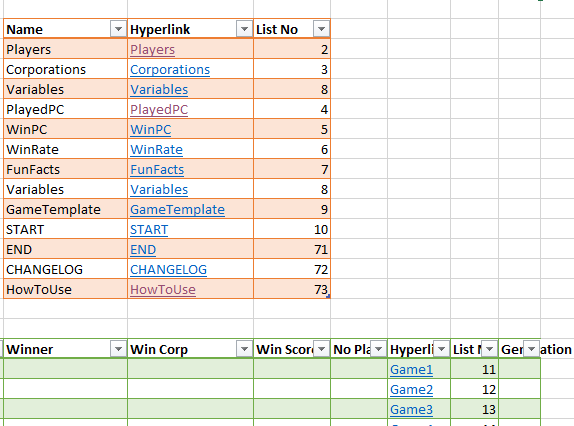 Name Hyperlink List No
Players Players 2
Corporations Corporations 3
Variables Variables 8
PlayedPC PlayedPC 4
WinPC WinPC 5
WinRate WinRate 6
FunFacts FunFacts 7
Variables Variables 8
GameTemplate GameTemplate 9
START START 10
END END 71
CHANGELOG CHANGELOG 72
HowToUse HowToUse 73
Winner Win Corp Win Score No Pla Hyperli List Gen ation
Game1 11
Game2 12
Game3 13